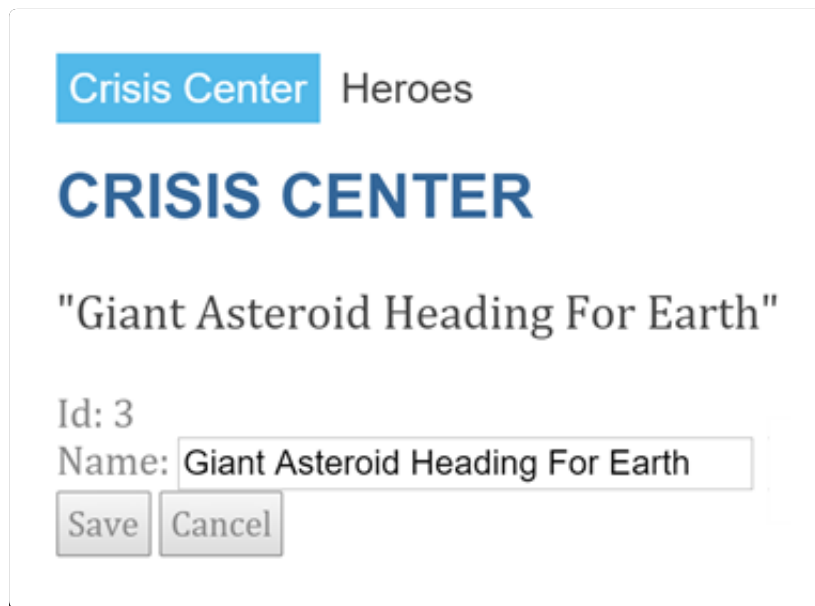 Crisis Center Heroes
CRISIS CENTER
"Giant Asteroid Heading For Earth"
Id: 3
Name: Giant Asteroid Heading For Earth
Save Cancel